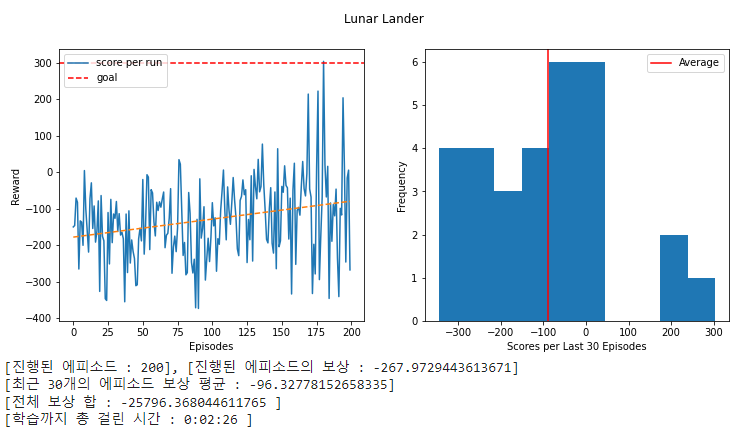 Lunar Lander
score per run
goal
300
200
100
0
−100
−200
−300
−400
Reward
0 25 50 75 100 125 150 175 200
Episodes
Average
6
5
4
3
2
1
0
Frequency
−300 −200 −100 0 100 200 300
Scores per Last 30 Episodes
[진행된 에피소드 : 200], [진행된 에피소드의 보상 : -267.9729443613671]
[최근 30개의 에피소드 보상 평균 : -96.32778152658335]
[전체 보상 합 : -25796.368044611765 ]
[학습까지 총 걸린 시간 : 0:02:26 ]